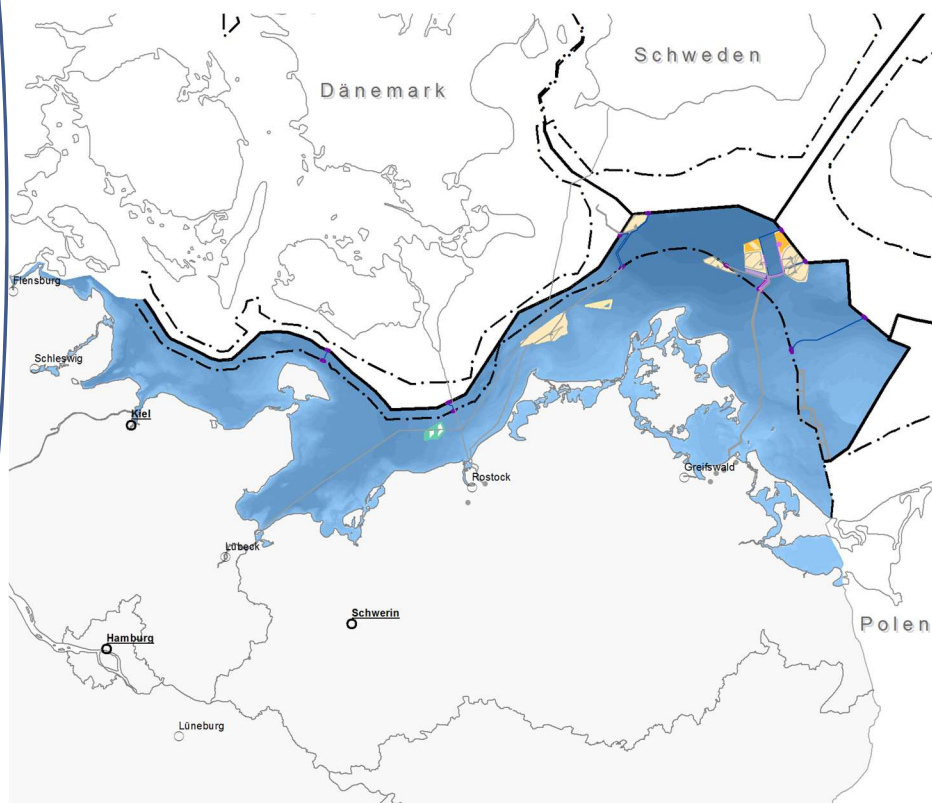 Schweden
Dänemark
Flensburg
Schleswig
Kiel
Rostock
Greifswald
Lübeck
Schwerin
Polen
Hamburg
Lüneburg